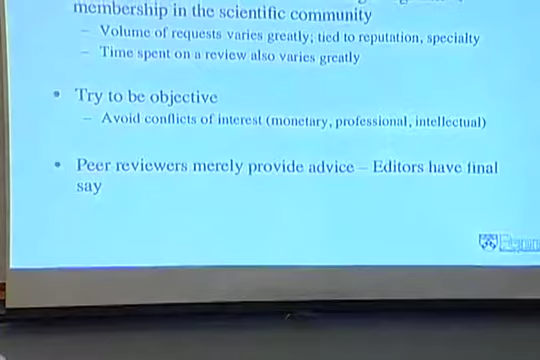 membership in the scientific community
– Volume of requests varies greatly; tied to reputation, specialty
– Time spent on a review also varies greatly
• Try to be objective
– Avoid conflicts of interest (monetary, professional, intellectual)
• Peer reviewers merely provide advice – Editors have final
say